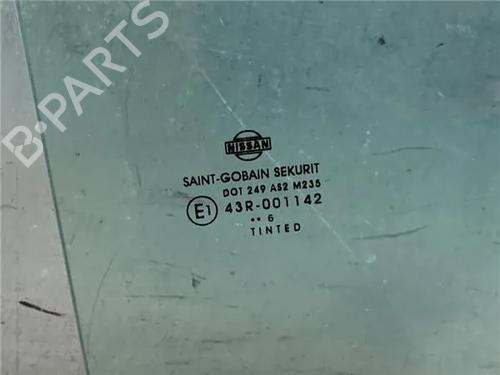 B-PARTS
NISSAN
SAINT-GOBAIN SEKURIT
DOT 249 AS2 M235
E1 43R-001142
•• 6
TINTED